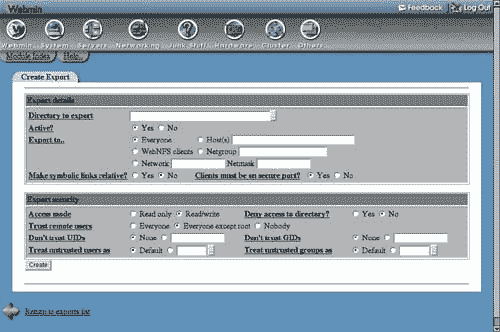 Webmin
Feedback Log Out
Webmin System Servers Networking Junk Stuff Hardware Cluster Others
Module Index Help..
Create Export
Export details
Directory to export
Active? Yes No
Export to.. Everyone Host(s)
WebNFS clients Netgroup
Network Netmask
Make symbolic links relative? Yes No Clients must be on secure port? Yes No
Export security
Access mode Read only Read/write Deny access to directory? Yes No
Trust remote users Everyone Everyone except root Nobody
Don't trust UIDs None Don't trust GIDs None
Treat untrusted users as Default Treat untrusted groups as Default
Create
Return to exports list